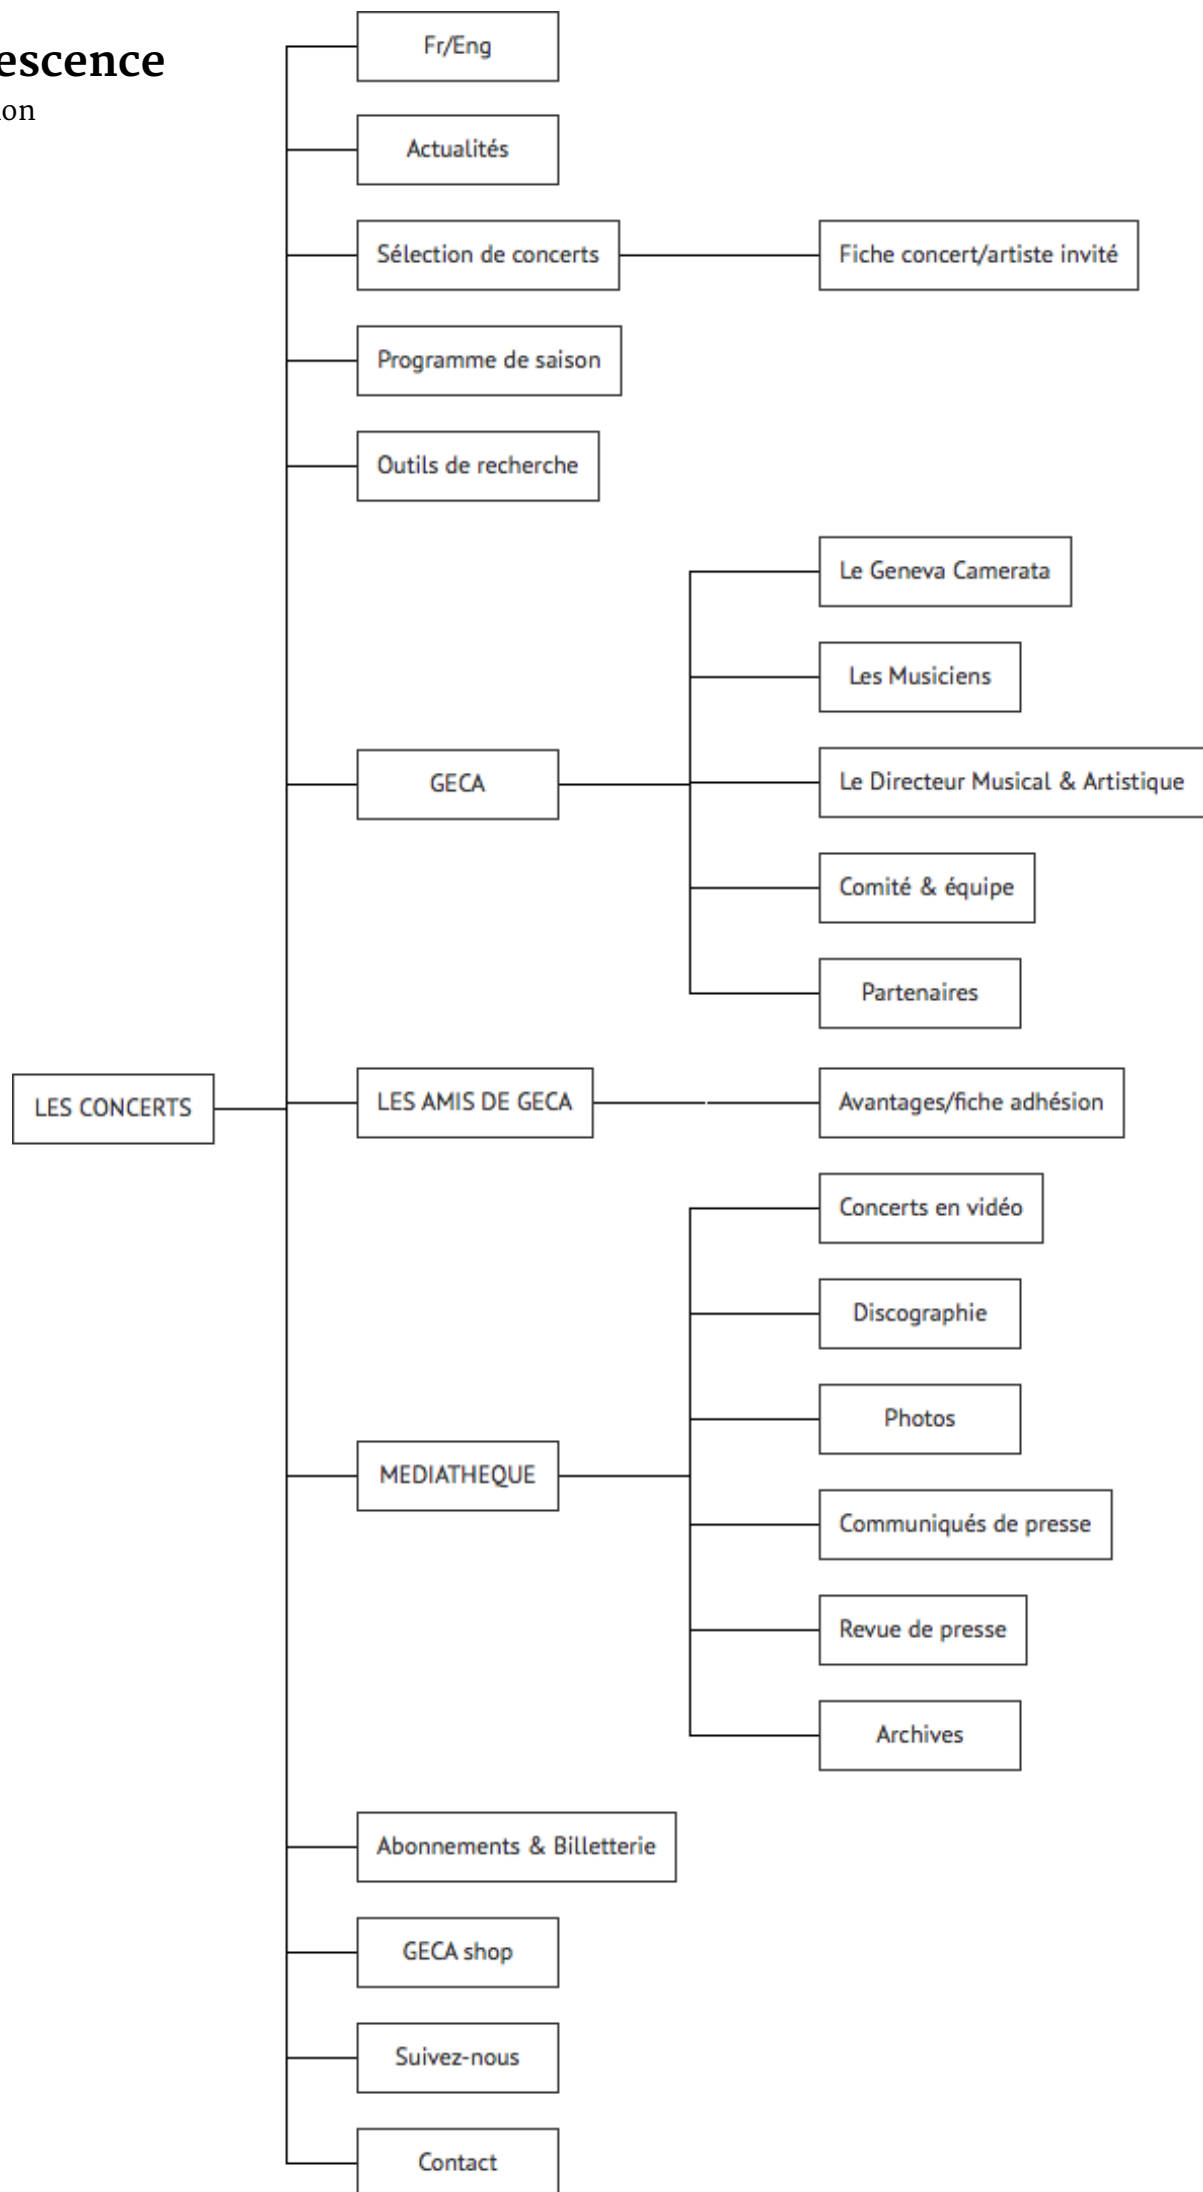 escence
on
Fr/Eng
Actualités
Sélection de concerts
Fiche concert/artiste invité
Programme de saison
Outils de recherche
Le Geneva Camerata
Les Musiciens
GECA
Le Directeur Musical & Artistique
Comité & équipe
Partenaires
LES CONCERTS
LES AMIS DE GECA
Avantages/fiche adhésion
Concerts en vidéo
Discographie
Photos
MEDIATHEQUE
Communiqués de presse
Revue de presse
Archives
Abonnements & Billetterie
GECA shop
Suivez-nous
Contact